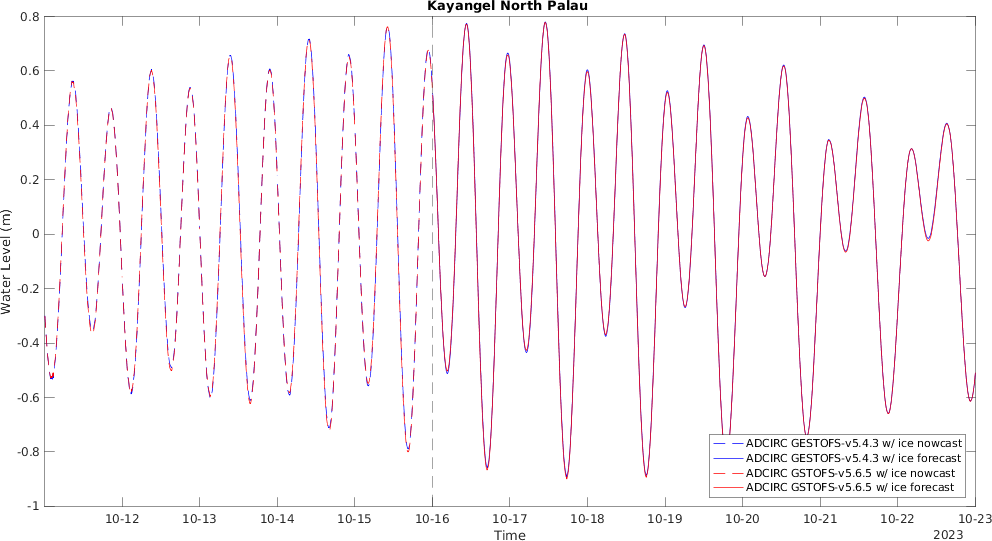 Kayangel North Palau
0.8
0.6
0.4
0.2
0
-0.2
-0.4
-0.6
-0.8
-1
Water Level (m)
ADCIRC GESTOFS-v5.4.3 w/ ice nowcast
ADCIRC GESTOFS-v5.4.3 w/ ice forecast
ADCIRC GSTOFS-v5.6.5 w/ ice nowcast
ADCIRC GSTOFS-v5.6.5 w/ ice forecast
10-12 10-13 10-14 10-15 10-16 10-17 10-18 10-19 10-20 10-21 10-22 10-23
Time
2023